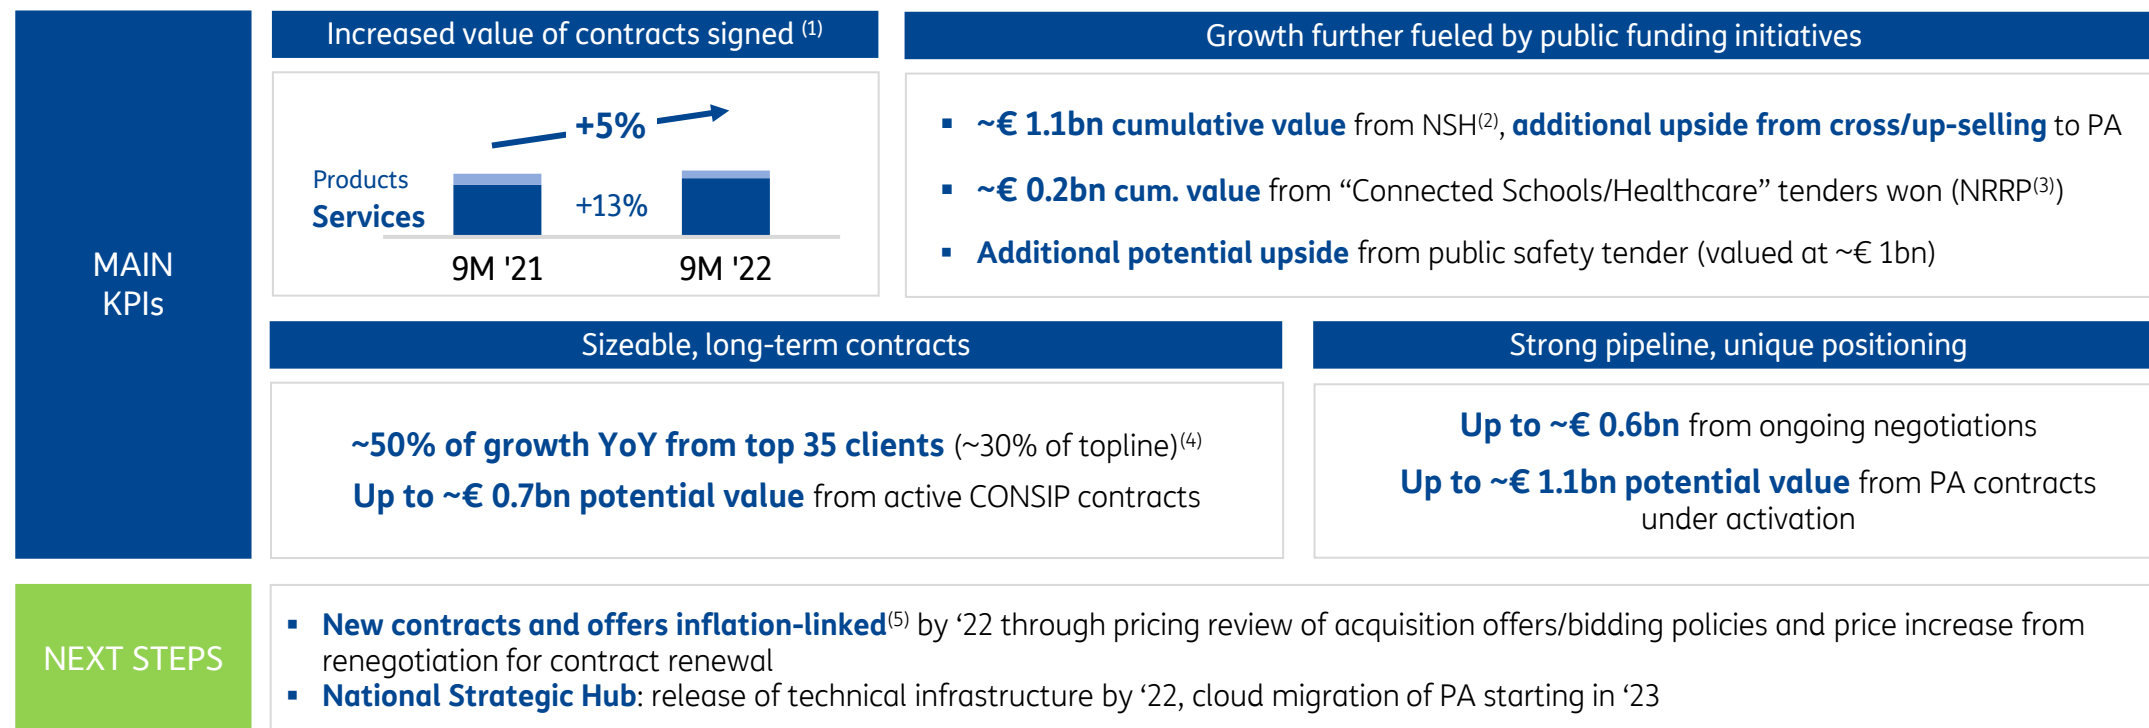 MAIN
KPIs
Increased value of contracts signed (1)
+5%
Products
Services
+13%
9M '21
9M '22
Growth further fueled by public funding initiatives
▪ ~€ 1.1bn cumulative value from NSH(2), additional upside from cross/up-selling to PA
▪ ~€ 0.2bn cum. value from “Connected Schools/Healthcare” tenders won (NRRP(3))
▪ Additional potential upside from public safety tender (valued at ~€ 1bn)
Sizeable, long-term contracts
~50% of growth YoY from top 35 clients (~30% of topline)(4)
Up to ~€ 0.7bn potential value from active CONSIP contracts
Strong pipeline, unique positioning
Up to ~€ 0.6bn from ongoing negotiations
Up to ~€ 1.1bn potential value from PA contracts
under activation
NEXT STEPS
▪ New contracts and offers inflation-linked(5) by ‘22 through pricing review of acquisition offers/bidding policies and price increase from
renegotiation for contract renewal
▪ National Strategic Hub: release of technical infrastructure by ‘22, cloud migration of PA starting in ‘23